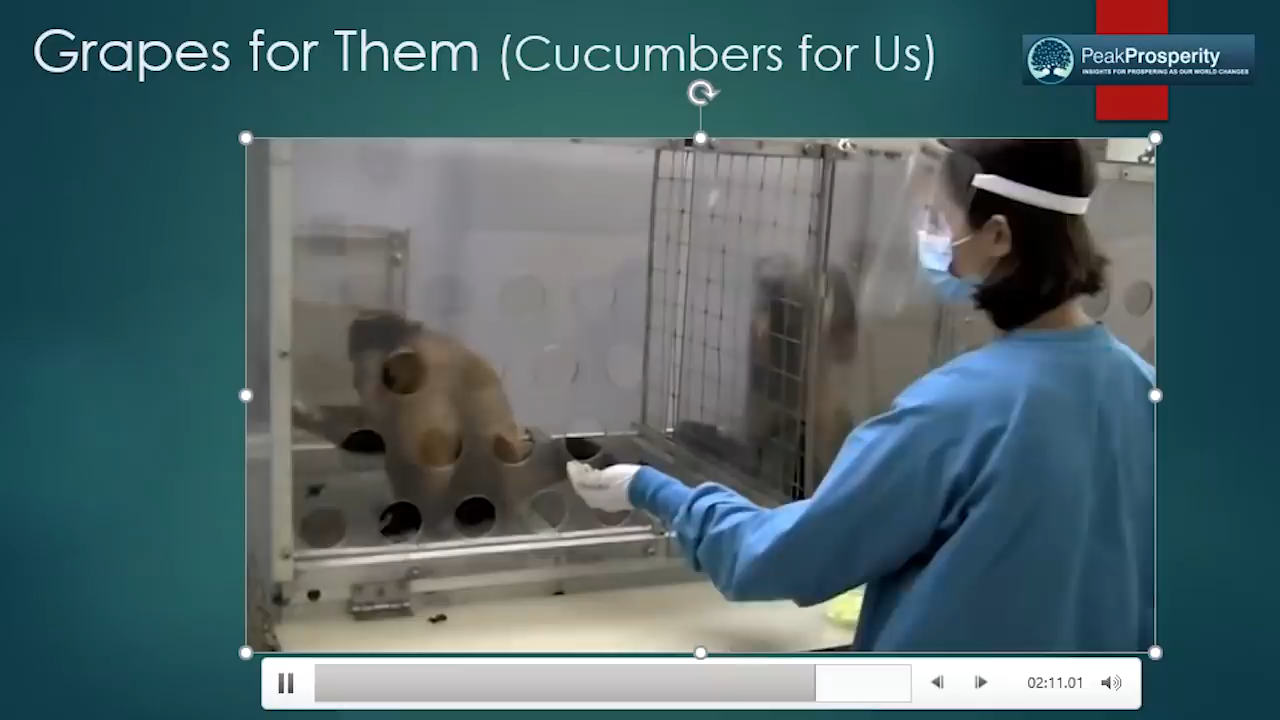 Grapes for Them (Cucumbers for Us)
PeakProsperity
INSIGHTS FOR PROSPERING AS OUR WORLD CHANGES
02:11.01